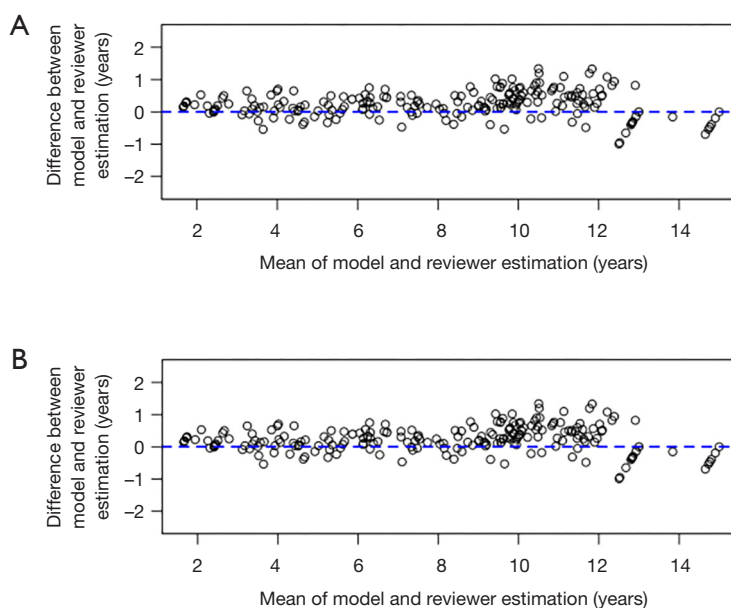 A
Difference between
model and reviewer
estimation (years)
2
1
0
–1
–2
2 4 6 8 10 12 14
Mean of model and reviewer estimation (years)
B
Difference between
model and reviewer
estimation (years)
2
1
0
–1
–2
2 4 6 8 10 12 14
Mean of model and reviewer estimation (years)